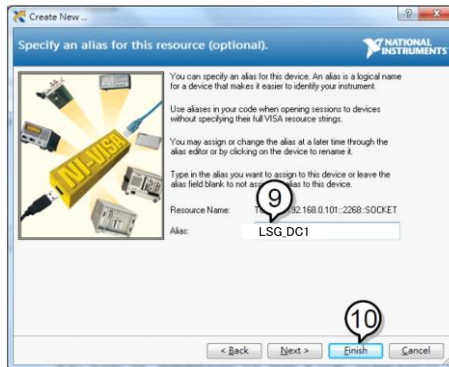 Create New ...
Specify an alias for this resource (optional).
NATIONAL
INSTRUMENTS
You can specify an alias for this device. An alias is a logical name
for a device that makes it easier to identify your instrument.
Use aliases in your code when opening sessions to devices
without specifying their full VISA resource strings.
You may assign or change the alias at a later time through the
alias editor or by clicking on the device to rename it.
Type in the alias you want to assign to this device or leave the
alias field blank to not alias to this device.
NI-VISA
9
Resource Name: 92.168.0.101::2268::SOCKET
Alias: LSG_DC1
10
< Back Next > Finish Cancel